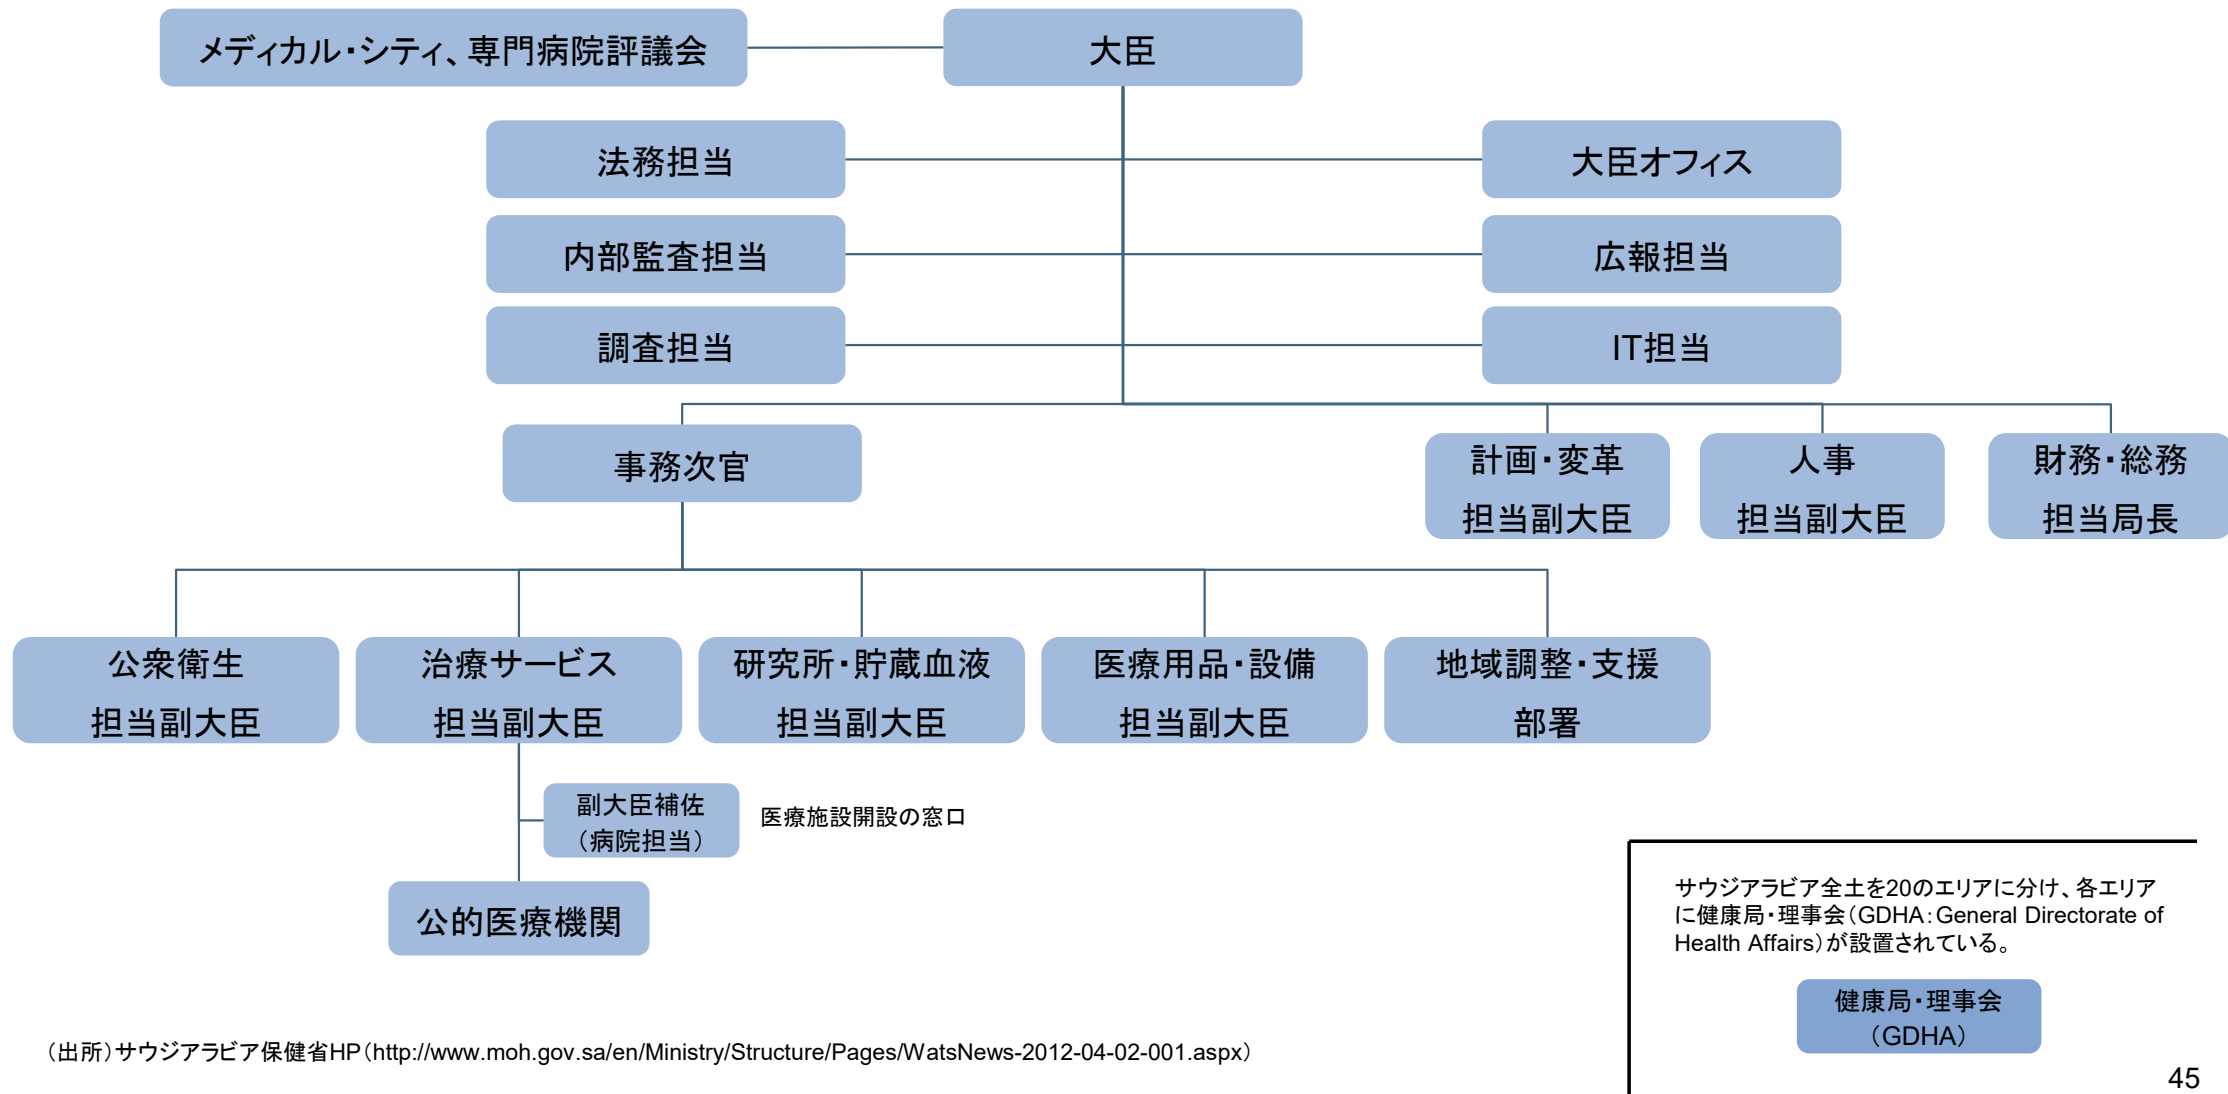 メディカル・シティ、専門病院評議会
大臣
法務担当
大臣オフィス
内部監査担当
広報担当
調査担当
IT担当
事務次官
計画・変革
担当副大臣
人事
担当副大臣
財務・総務
担当局長
公衆衛生
担当副大臣
治療サービス
担当副大臣
研究所・貯蔵血液
担当副大臣
医療用品・設備
担当副大臣
地域調整・支援
部署
副大臣補佐
（病院担当）
医療施設開設の窓口
公的医療機関
サウジアラビア全土を20のエリアに分け、各エリア
に健康局・理事会（GDHA：General Directorate of
Health Affairs）が設置されている。
健康局・理事会
（GDHA）
（出所）サウジアラビア保健省HP（http://www.moh.gov.sa/en/Ministry/Structure/Pages/WatsNews-2012-04-02-001.aspx）
45